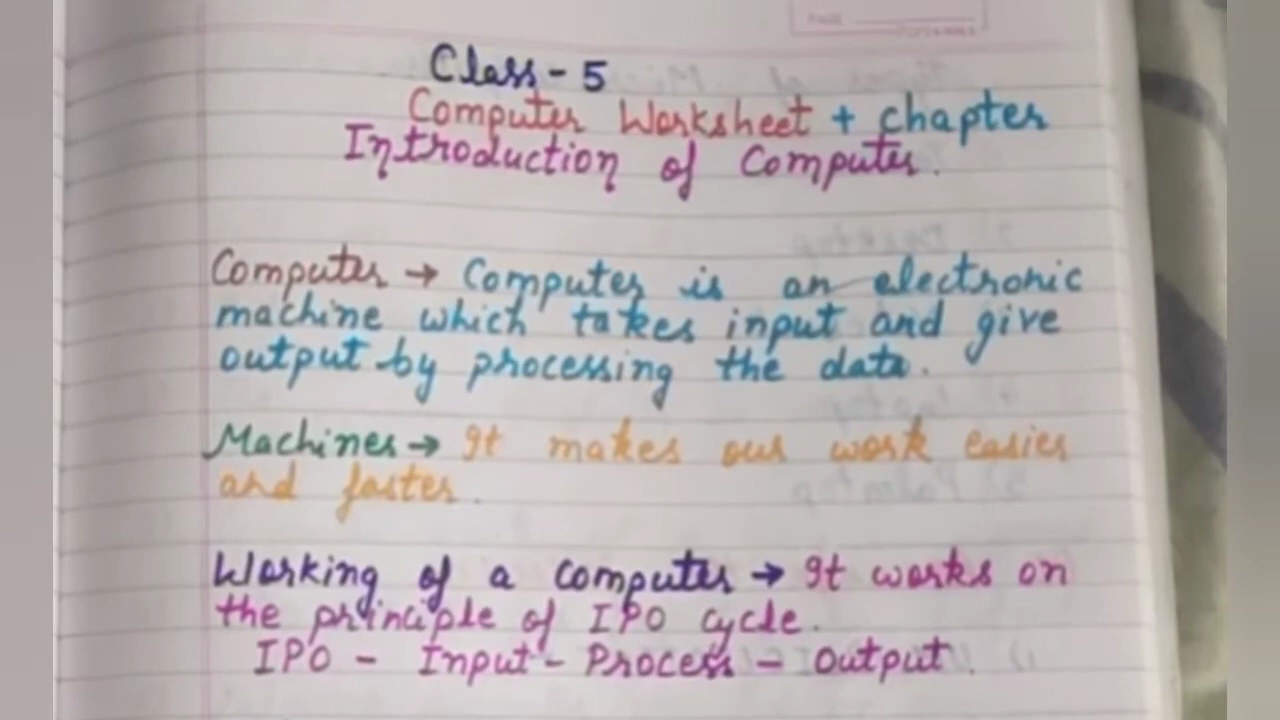 Class - 5
Computer Worksheet + chapter
Introduction of Computer.
Computer → Computer is an electronic
machine which takes input and give
output by processing the data.
Machines → It makes our work easier
and faster.
Working of a computer → It works on
the principle of IPO cycle.
IPO - Input - Process - output.